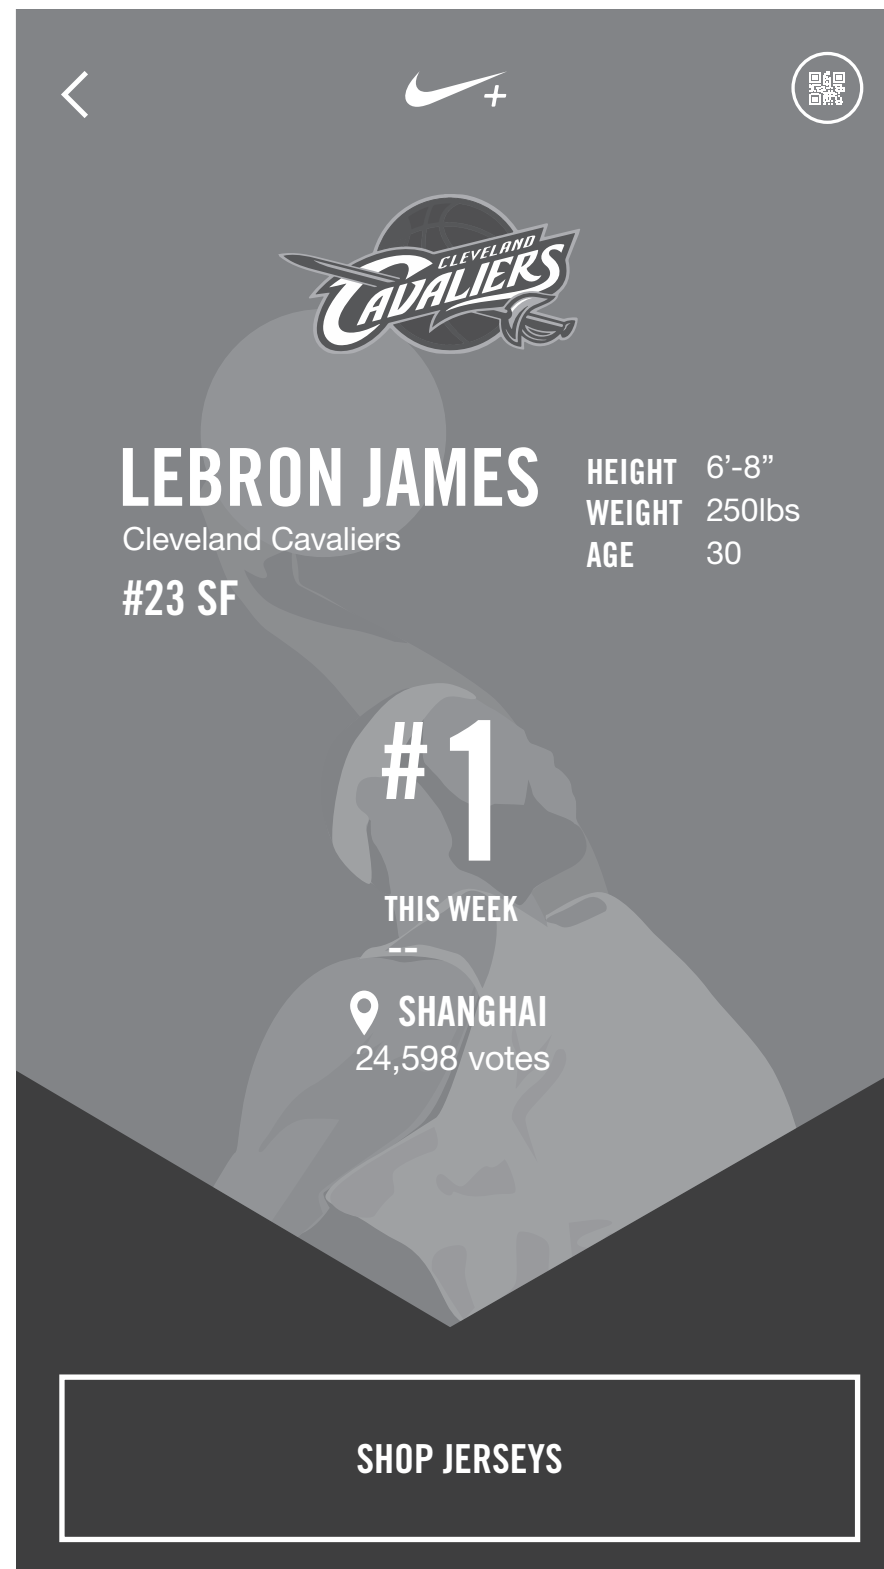 +
CLEVELAND
CAVALIERS
LEBRON JAMES
Cleveland Cavaliers
#23 SF
HEIGHT 6’-8”
WEIGHT 250lbs
AGE 30
#1
THIS WEEK
--
SHANGHAI
24,598 votes
SHOP JERSEYS